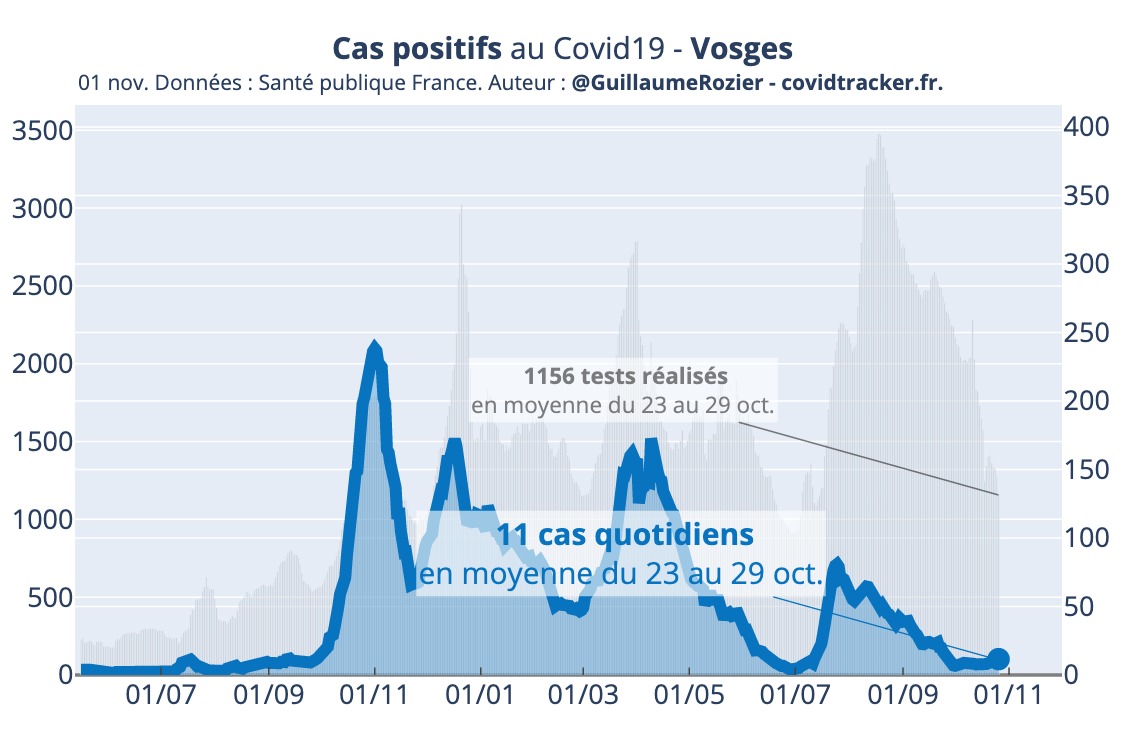 Cas positifs au Covid19 - Vosges
01 nov. Données : Santé publique France. Auteur : @GuillaumeRozier - covidtracker.fr.
3500
3000
2500
2000
1500
1000
500
0
400
350
300
250
200
150
100
50
0
1156 tests réalisés
en moyenne du 23 au 29 oct.
11 cas quotidiens
en moyenne du 23 au 29 oct.
01/07 01/09 01/11 01/01 01/03 01/05 01/07 01/09 01/11